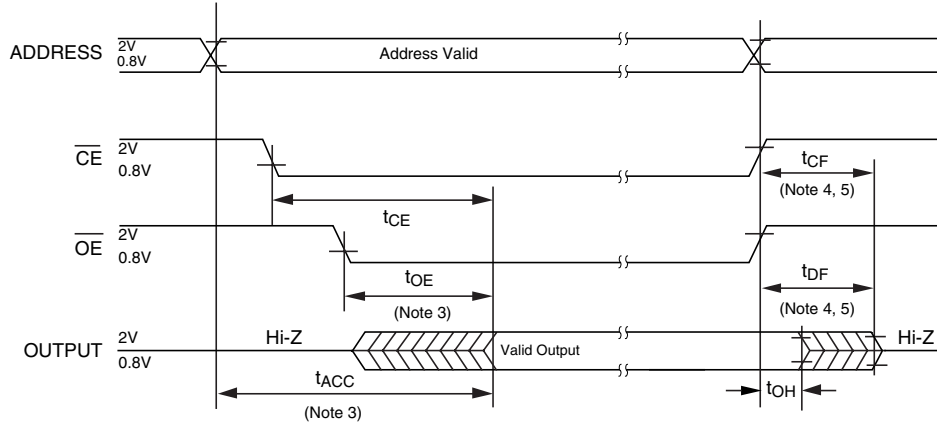 ADDRESS 2V 0.8V Address Valid
CE 2V 0.8V
tCE
tCF
(Note 4, 5)
OE 2V 0.8V
tOE
(Note 3)
tDF
(Note 4, 5)
OUTPUT 2V 0.8V Hi-Z Valid Output Hi-Z
tACC
(Note 3)
tOH